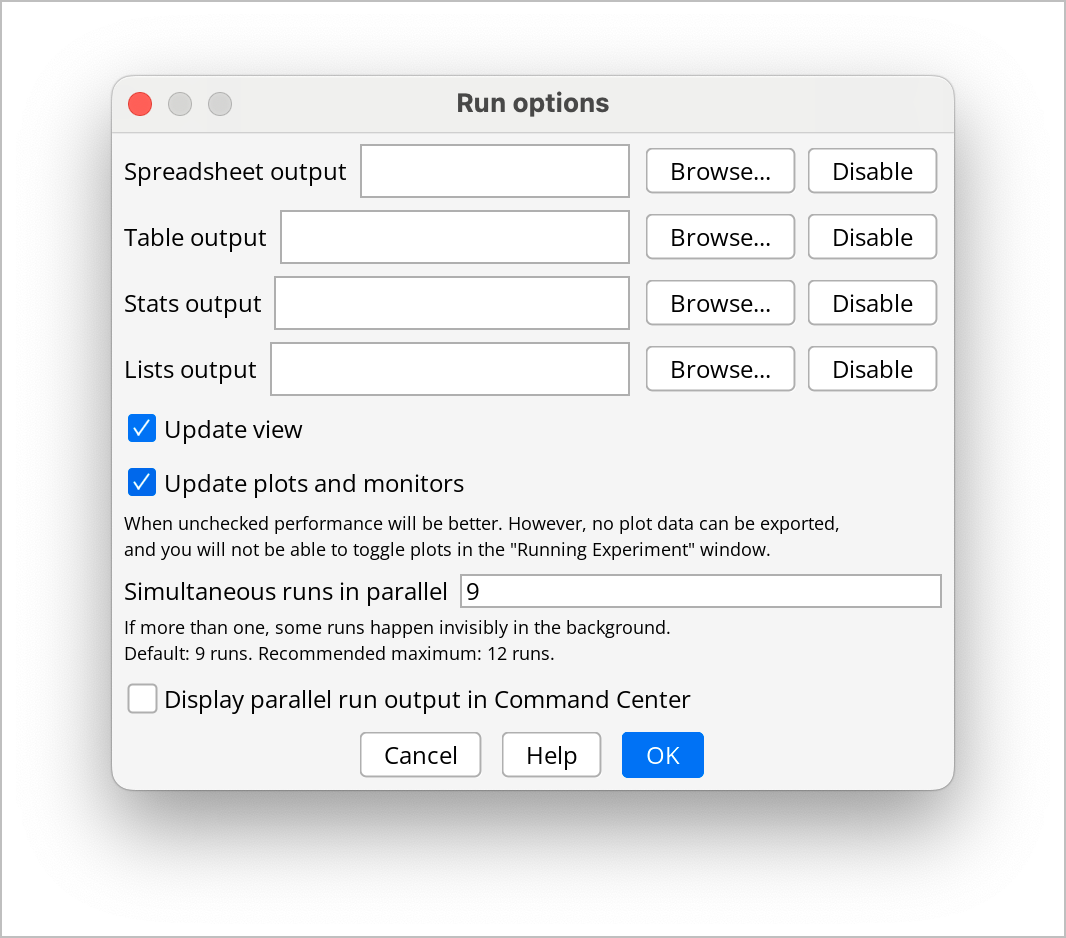 Run options
Spreadsheet output Browse... Disable
Table output Browse... Disable
Stats output Browse... Disable
Lists output Browse... Disable
Update view
Update plots and monitors
When unchecked performance will be better. However, no plot data can be exported,
and you will not be able to toggle plots in the "Running Experiment" window.
Simultaneous runs in parallel 9
If more than one, some runs happen invisibly in the background.
Default: 9 runs. Recommended maximum: 12 runs.
Display parallel run output in Command Center
Cancel Help OK